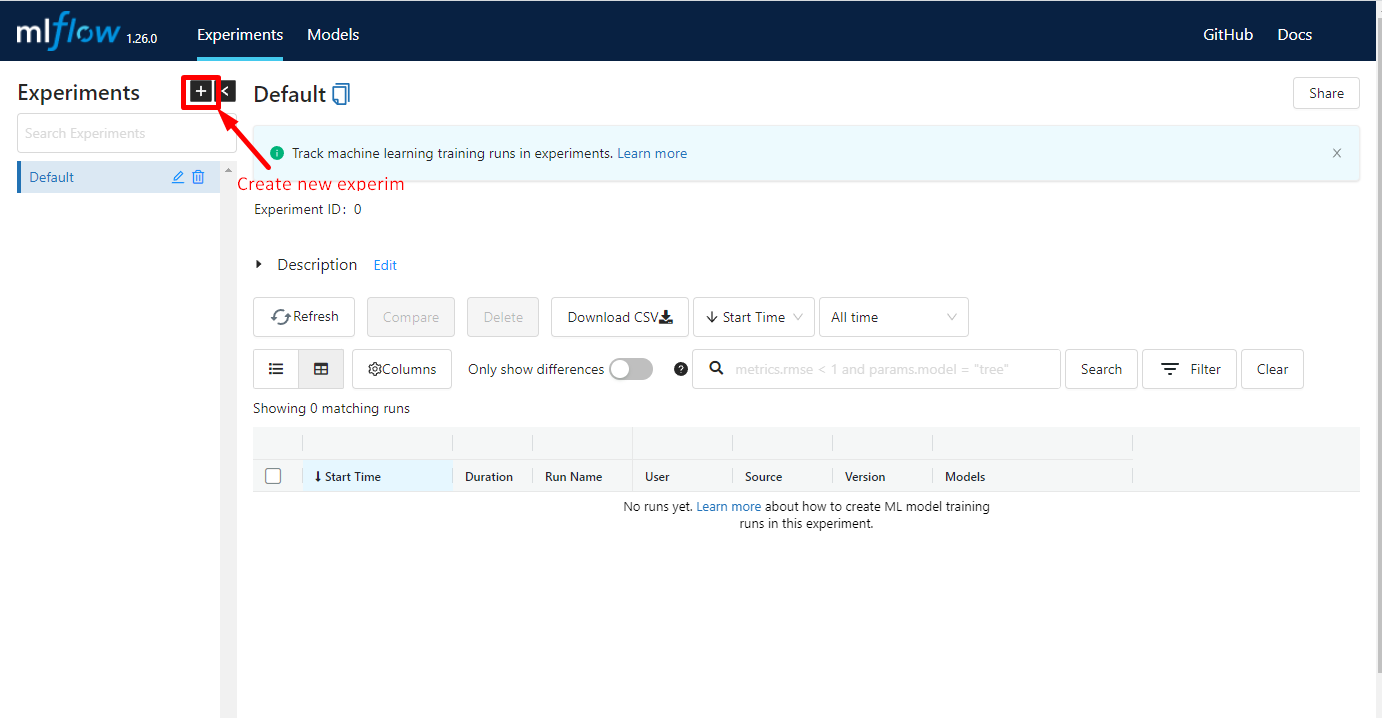 mlflow 1.26.0 Experiments Models GitHub Docs
Experiments
Default
Share
Search Experiments
Track machine learning training runs in experiments. Learn more
Default
Create new experim
Experiment ID: 0
Description Edit
Refresh Compare Delete Download CSV Start Time All time
Columns Only show differences metrics.rmse < 1 and params.model = "tree" Search Filter Clear
Showing 0 matching runs
Start Time Duration Run Name User Source Version Models
No runs yet. Learn more about how to create ML model training
runs in this experiment.